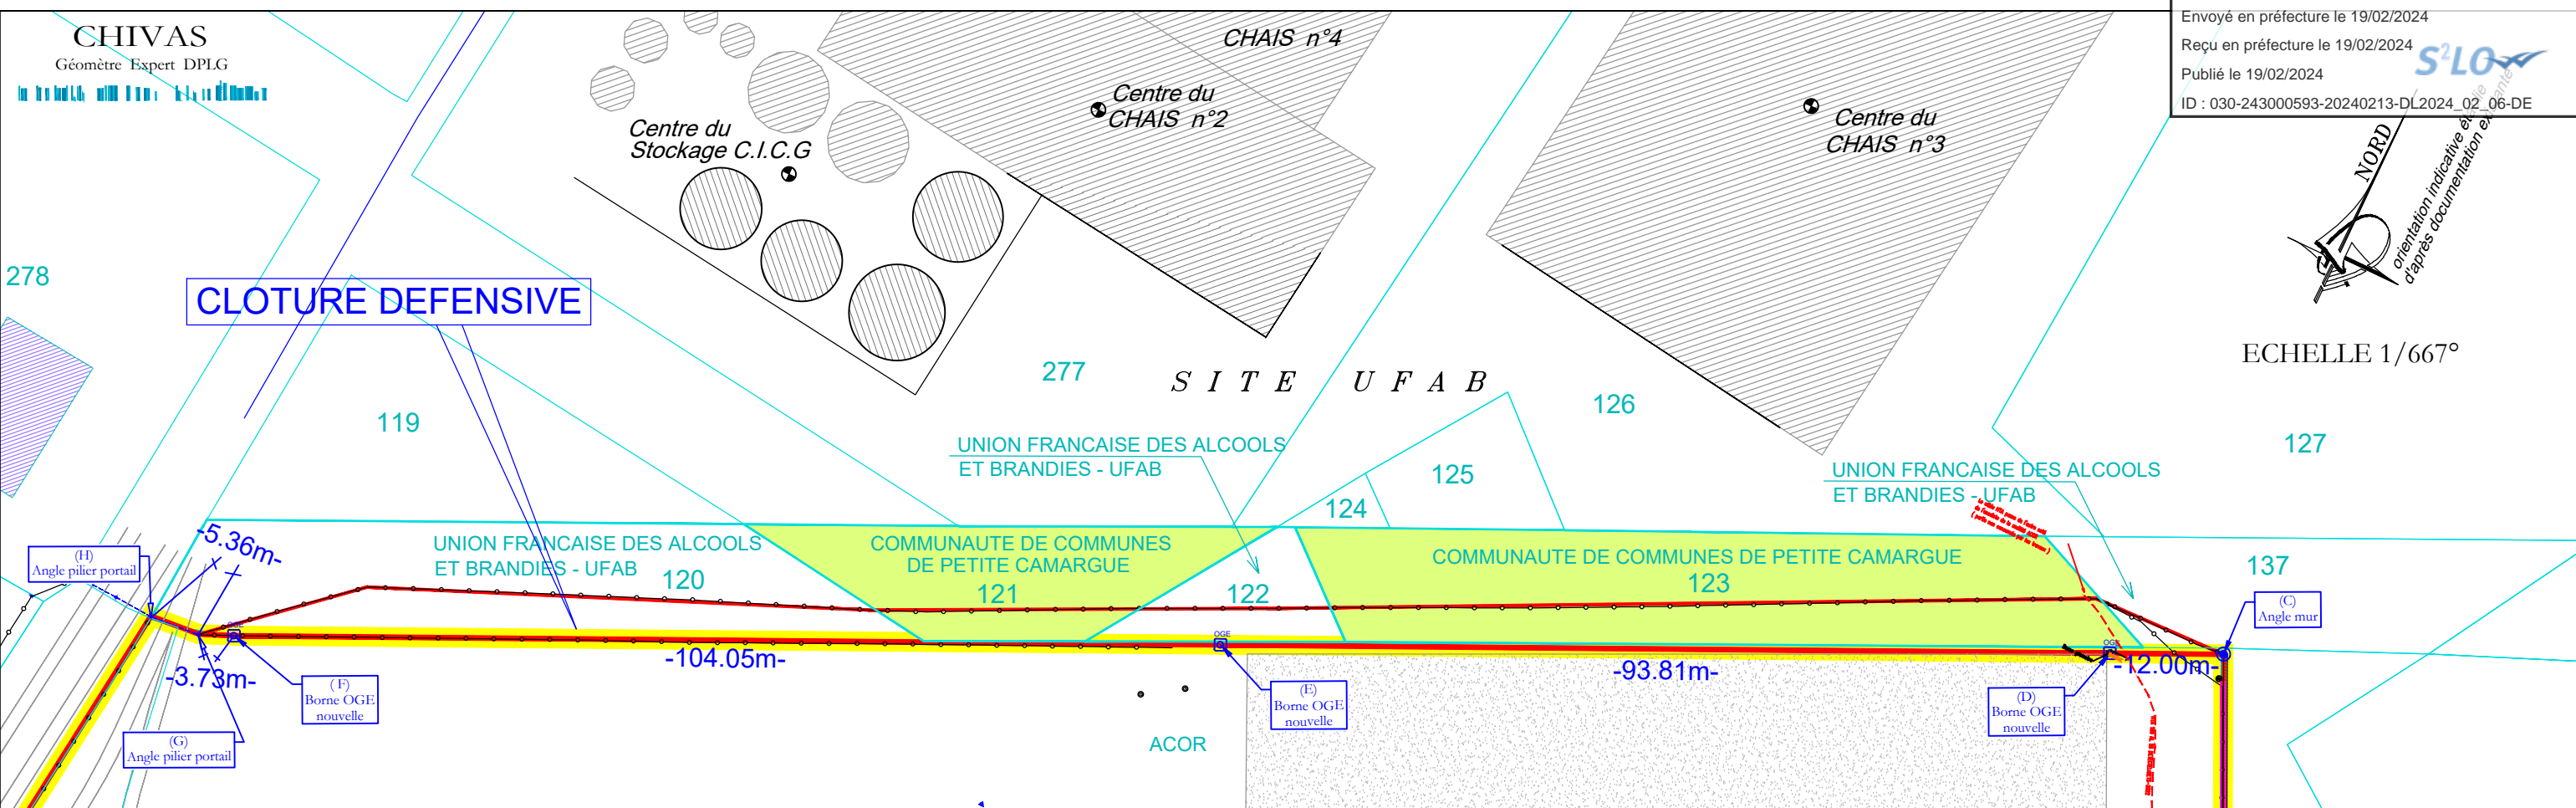 CHIVAS
Géomètre Expert DPLG
Envoyé en préfecture le 19/02/2024
Reçu en préfecture le 19/02/2024
Publié le 19/02/2024
S²LO
ID : 030-243000593-20240213-DL2024_02_06-DE
CHAIS n°4
Centre du
CHAIS n°2
Centre du
CHAIS n°3
Centre du
Stockage C.I.C.G
NORD
orientation indicative
d'après documentation
ECHELLE 1/667°
278
CLOTURE DEFENSIVE
277
SITE UFAB
119
126
127
UNION FRANCAISE DES ALCOOLS
ET BRANDIES - UFAB
125
124
UNION FRANCAISE DES ALCOOLS
ET BRANDIES - UFAB
-5.36m-
(H)
Angle pilier portail
UNION FRANCAISE DES ALCOOLS
ET BRANDIES - UFAB
120
COMMUNAUTE DE COMMUNES
DE PETITE CAMARGUE
121
122
COMMUNAUTE DE COMMUNES DE PETITE CAMARGUE
123
137
(C)
Angle mur
OGE
OGE
OGE
-3.73m-
-104.05m-
-93.81m-
-12.00m-
(F)
Borne OGE
nouvelle
(E)
Borne OGE
nouvelle
(D)
Borne OGE
nouvelle
(G)
Angle pilier portail
ACOR